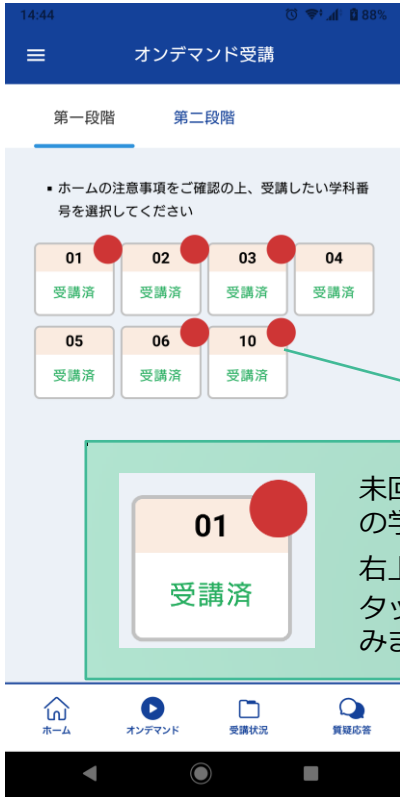 14:44
88%
オンデマンド受講
第一段階
第二段階
▪ ホームの注意事項をご確認の上、受講したい学科番
号を選択してください
01
02
03
04
受講済
受講済
受講済
受講済
05
06
10
受講済
受講済
受講済
01
受講済
未回
の学
右上
タッ
みま
ホーム
オンデマンド
受講状況
質疑応答